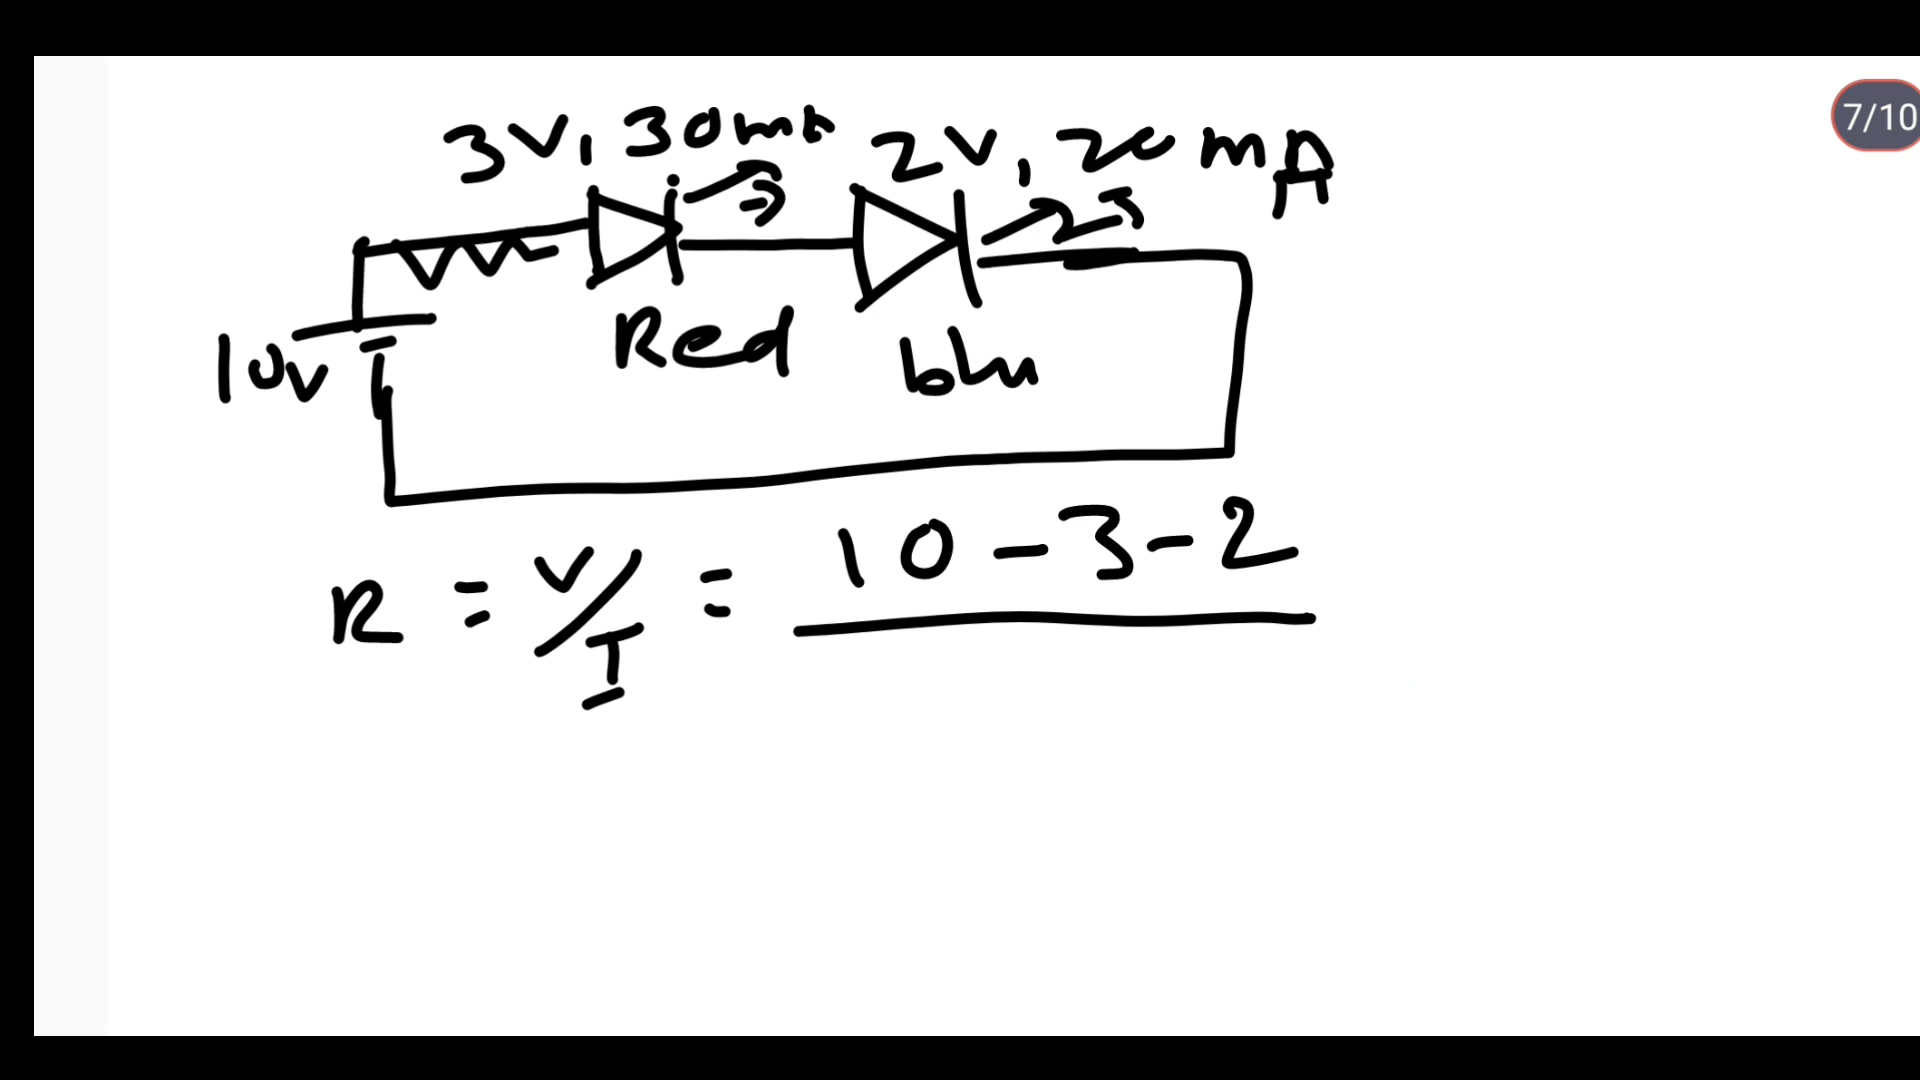 7/10
3V, 30mA 2V, 20mA
10V
Red blu
R = V/I = 10-3-2